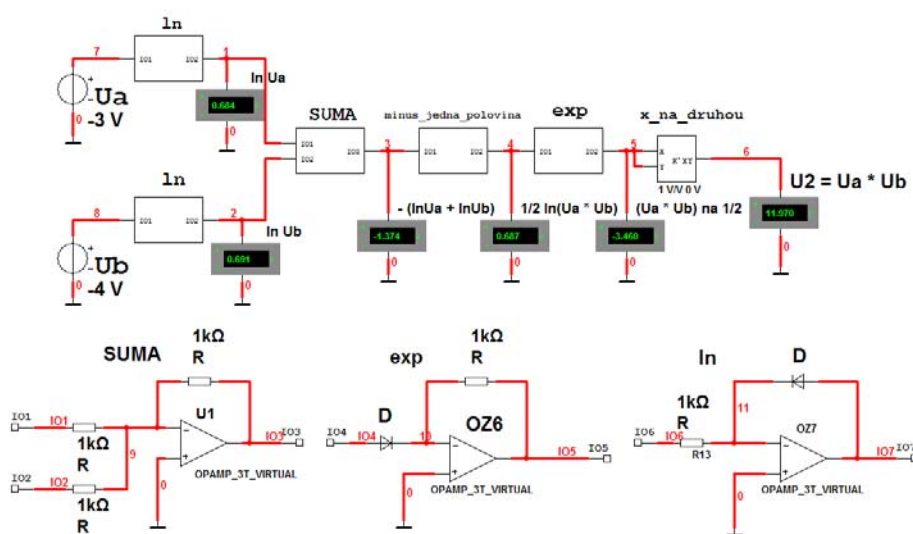 ln
7
IO1
IO2
1
ln Ua
+
-
Ua
-3 V
0
0.684
0
SUMA
IO1
IO2
IO3
3
minus_jedna_polovina
IO1
IO2
4
exp
IO1
IO2
5
x_na_druhou
X
Y
X*XY
1 V/V 0 V
6
U2 = Ua * Ub
ln
8
IO1
IO2
2
ln Ub
+
-
Ub
-4 V
0
0.691
0
- (lnUa + lnUb)
1/2 ln(Ua * Ub)
(Ua * Ub) na 1/2
-1.374
0.687
-3.460
11.970
0
0
0
0
SUMA
1kΩ
R
IO1
IO1
1kΩ
R
9
IO2
IO2
1kΩ
R
U1
IO3
IO3
0
OPAMP_3T_VIRTUAL
exp
1kΩ
R
D
IO4
IO4
10
OZ6
IO5
IO5
0
OPAMP_3T_VIRTUAL
ln
D
11
1kΩ
R
IO6
IO6
R13
OZ7
IO7
IO7
0
OPAMP_3T_VIRTUAL